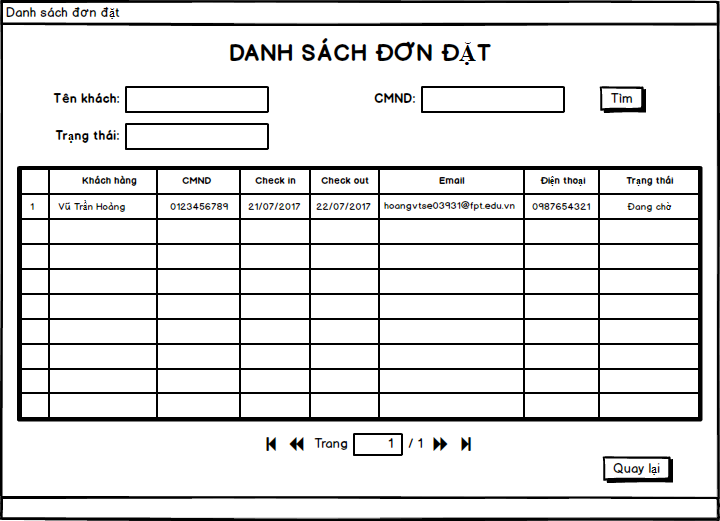 Danh sách đơn đặt
DANH SÁCH ĐƠN ĐẶT
Tên khách:
CMND:
Tìm
Trạng thái:
Khách hàng CMND Check in Check out Email Điện thoại Trạng thái
1 Vũ Trần Hoàng 0123456789 21/07/2017 22/07/2017 hoangvtse03931@fpt.edu.vn 0987654321 Đang chờ
Trang 1 / 1
Quay lại